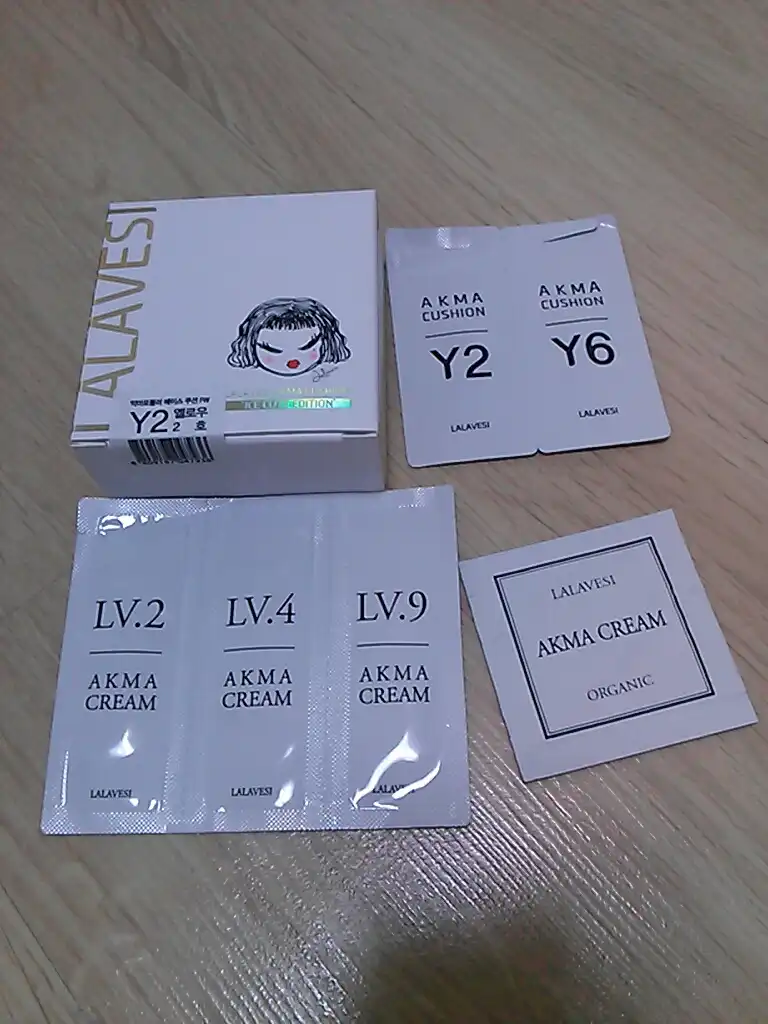 LALAVESI
Y2 옐로우
2 호
EDITION
AKMA
CUSHION
Y2
LALAVESI
AKMA
CUSHION
Y6
LALAVESI
LV.2
AKMA
CREAM
LALAVESI
LV.4
AKMA
CREAM
LALAVESI
LV.9
AKMA
CREAM
LALAVESI
LALAVESI
AKMA CREAM
ORGANIC